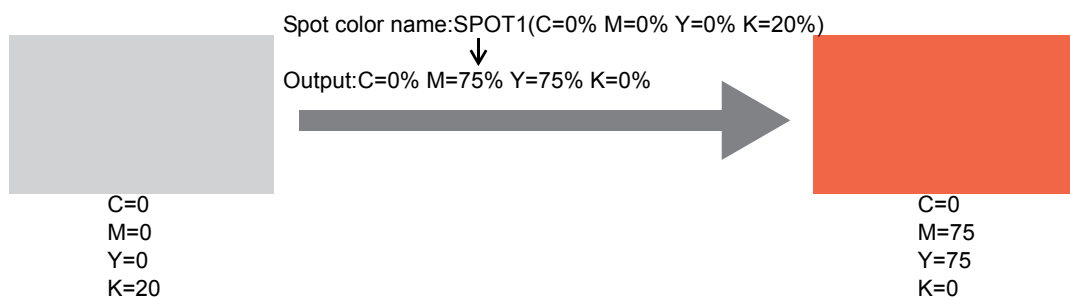 Spot color name:SPOT1(C=0% M=0% Y=0% K=20%)
Output:C=0% M=75% Y=75% K=0%
C=0
M=0
Y=0
K=20
C=0
M=75
Y=75
K=0